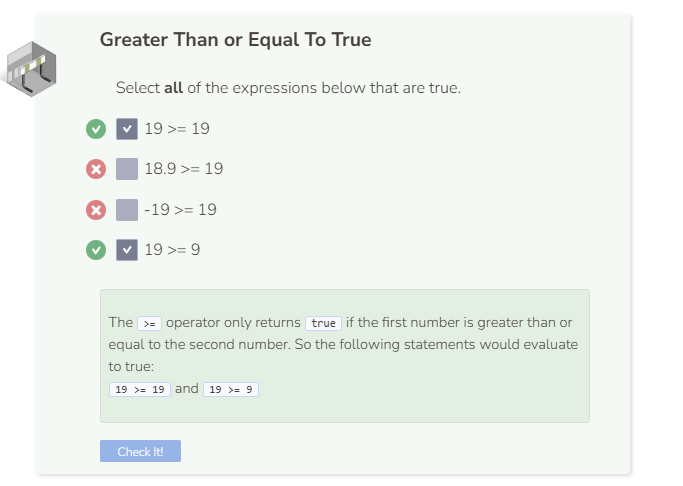 Greater Than or Equal To True
Select all of the expressions below that are true.
19 >= 19
18.9 >= 19
-19 >= 19
19 >= 9
The >= operator only returns true if the first number is greater than or
equal to the second number. So the following statements would evaluate
to true:
19 >= 19 and 19 >= 9
Check It!